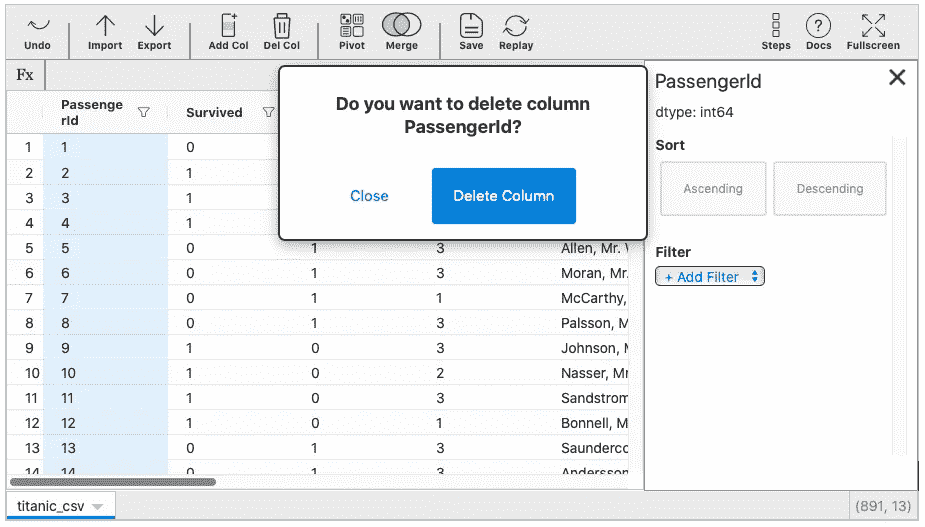 Undo Import Export Add Col Del Col Pivot Merge Save Replay Steps Docs Fullscreen
Fx
Do you want to delete column
PassengerId?
Close Delete Column
Passenge
rId
Survived
1 1 0
2 2 1
3 3 1
4 4 1
5 5 0 1 3 Allen, Mr. W
6 6 0 1 3 Moran, Mr.
7 7 0 1 1 McCarthy,
8 8 0 1 3 Palsson, M
9 9 1 0 3 Johnson, M
10 10 1 0 2 Nasser, Mr
11 11 1 0 3 Sandstrom
12 12 1 0 1 Bonnell, M
13 13 0 1 3 Saunderco
14 14 0 1 3 Andersson
PassengerId
dtype: int64
Sort
Ascending Descending
Filter
+ Add Filter
titanic_csv
(891, 13)